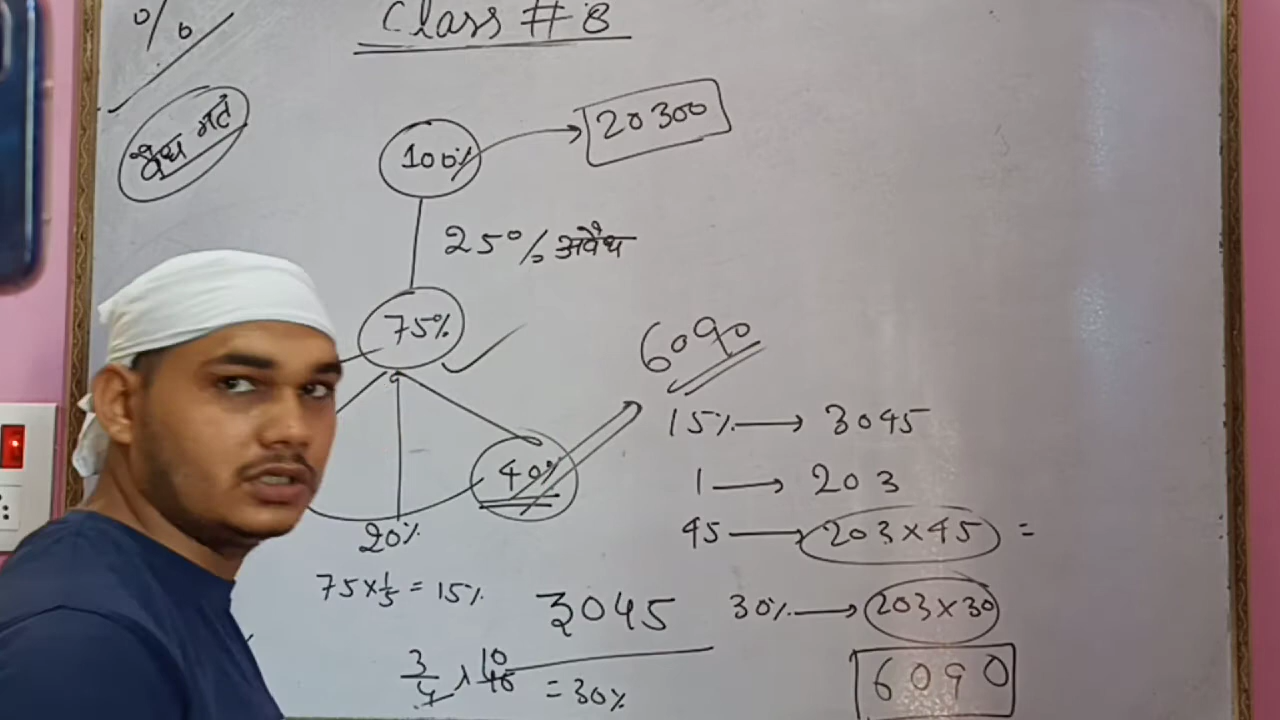 %
Class # 8
वैध मत
100% → 20300
25% अवैध
75%
6090
40%
20%
15% → 3045
1 → 203
45 → 203×45 =
75×1/5 = 15%
3045
30% → 203×30
3/4 × 10/40 = 30%
6090